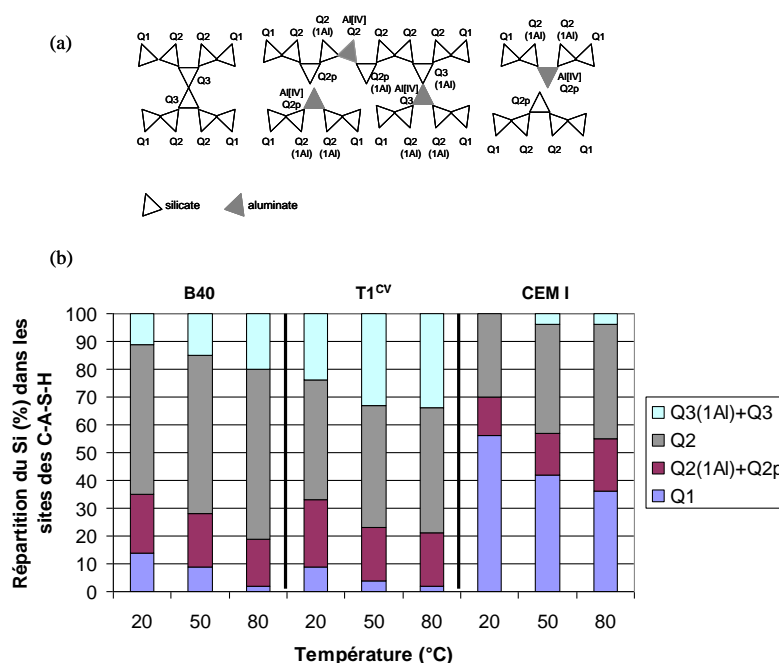 (a)
Q1 Q2 Q2 Q1
Q3
Q3
Q1 Q2 Q2 Q1
Q2 Q2 Q2 Al[IV] Q2 Q2 Q2 Q1
(1Al)
Q2p Q2p Q3
(1Al) (1Al)
Al[IV] Al[IV]
Q2p Q3
Q1 Q2 Q2 Q1 Q1 Q2 Q2 Q1
(1Al) (1Al) (1Al) (1Al)
Q1 Q2 Q2 Q1
(1Al) (1Al)
Al[IV]
Q2p
Q2p
Q1 Q2 Q2 Q1
silicate aluminate
(b)
B40 T1CV CEM I
Répartition du Si (%) dans les
sites des C-A-S-H
100
90
80
70
60
50
40
30
20
10
0
20 50 80 20 50 80 20 50 80
Température (°C)
Q3(1Al)+Q3
Q2
Q2(1Al)+Q2p
Q1